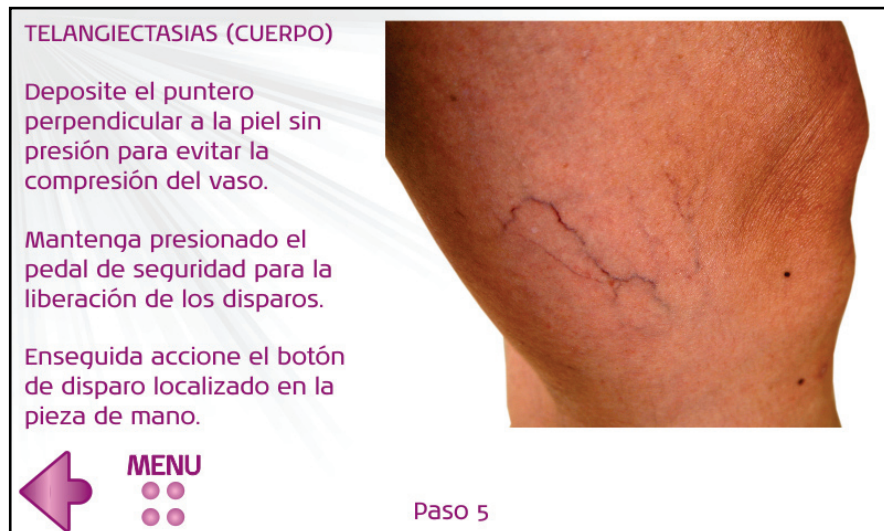 TELANGIECTASIAS (CUERPO)
Deposite el puntero
perpendicular a la piel sin
presión para evitar la
compresión del vaso.
Mantenga presionado el
pedal de seguridad para la
liberación de los disparos.
Enseguida accione el botón
de disparo localizado en la
pieza de mano.
MENU
Paso 5